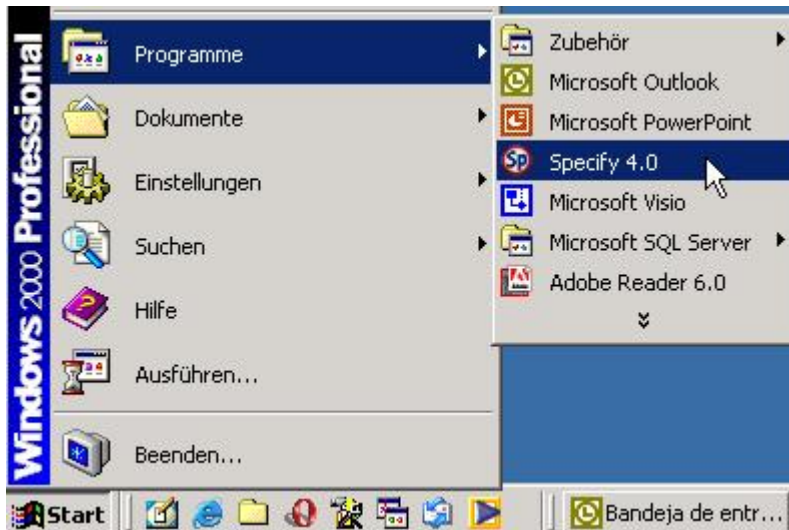 Windows 2000 Professional
Programme
Dokumente
Einstellungen
Suchen
Hilfe
Ausführen...
Beenden...
Zubehör
Microsoft Outlook
Microsoft PowerPoint
Sp Specify 4.0
Microsoft Visio
Microsoft SQL Server
Adobe Reader 6.0
Start
Bandeja de entr...